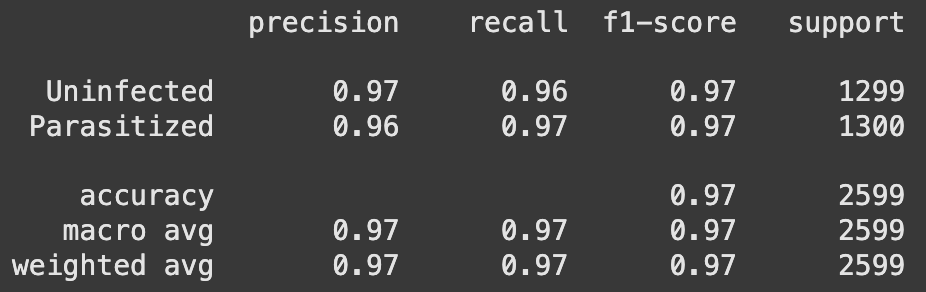 precision recall f1-score support
Uninfected 0.97 0.96 0.97 1299
Parasitized 0.96 0.97 0.97 1300
accuracy 0.97 2599
macro avg 0.97 0.97 0.97 2599
weighted avg 0.97 0.97 0.97 2599